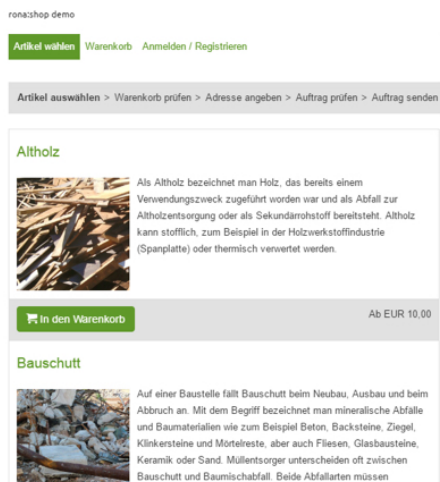 rona:shop demo
Artikel wählen Warenkorb Anmelden / Registrieren
Artikel auswählen > Warenkorb prüfen > Adresse angeben > Auftrag prüfen > Auftrag senden
Altholz
Als Altholz bezeichnet man Holz, das bereits einem
Verwendungszweck zugeführt worden war und als Abfall zur
Altholzentsorgung oder als Sekundärrohstoff bereitsteht. Altholz
kann stofflich, zum Beispiel in der Holzwerkstoffindustrie
(Spanplatte) oder thermisch verwertet werden.
In den Warenkorb Ab EUR 10,00
Bauschutt
Auf einer Baustelle fällt Bauschutt beim Neubau, Ausbau und beim
Abbruch an. Mit dem Begriff bezeichnet man mineralische Abfälle
und Baumaterialien wie zum Beispiel Beton, Backsteine, Ziegel,
Klinkersteine und Mörtelreste, aber auch Fliesen, Glasbausteine,
Keramik oder Sand. Müllentsorger unterscheiden oft zwischen
Bauschutt und Baumischabfall. Beide Abfallarten müssen